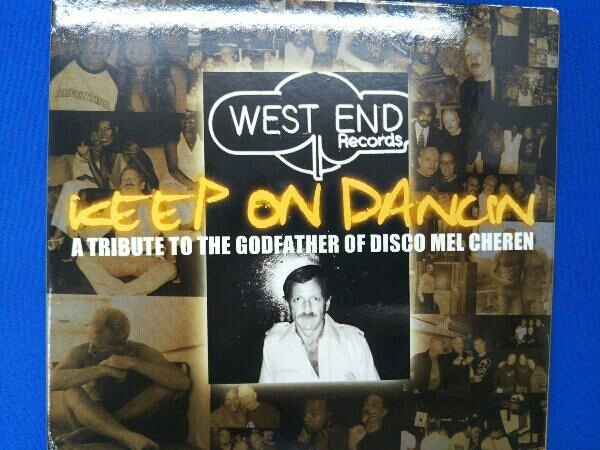 WEST END
Records
KEEP ON DANCIN
A TRIBUTE TO THE GODFATHER OF DISCO MEL CHEREN